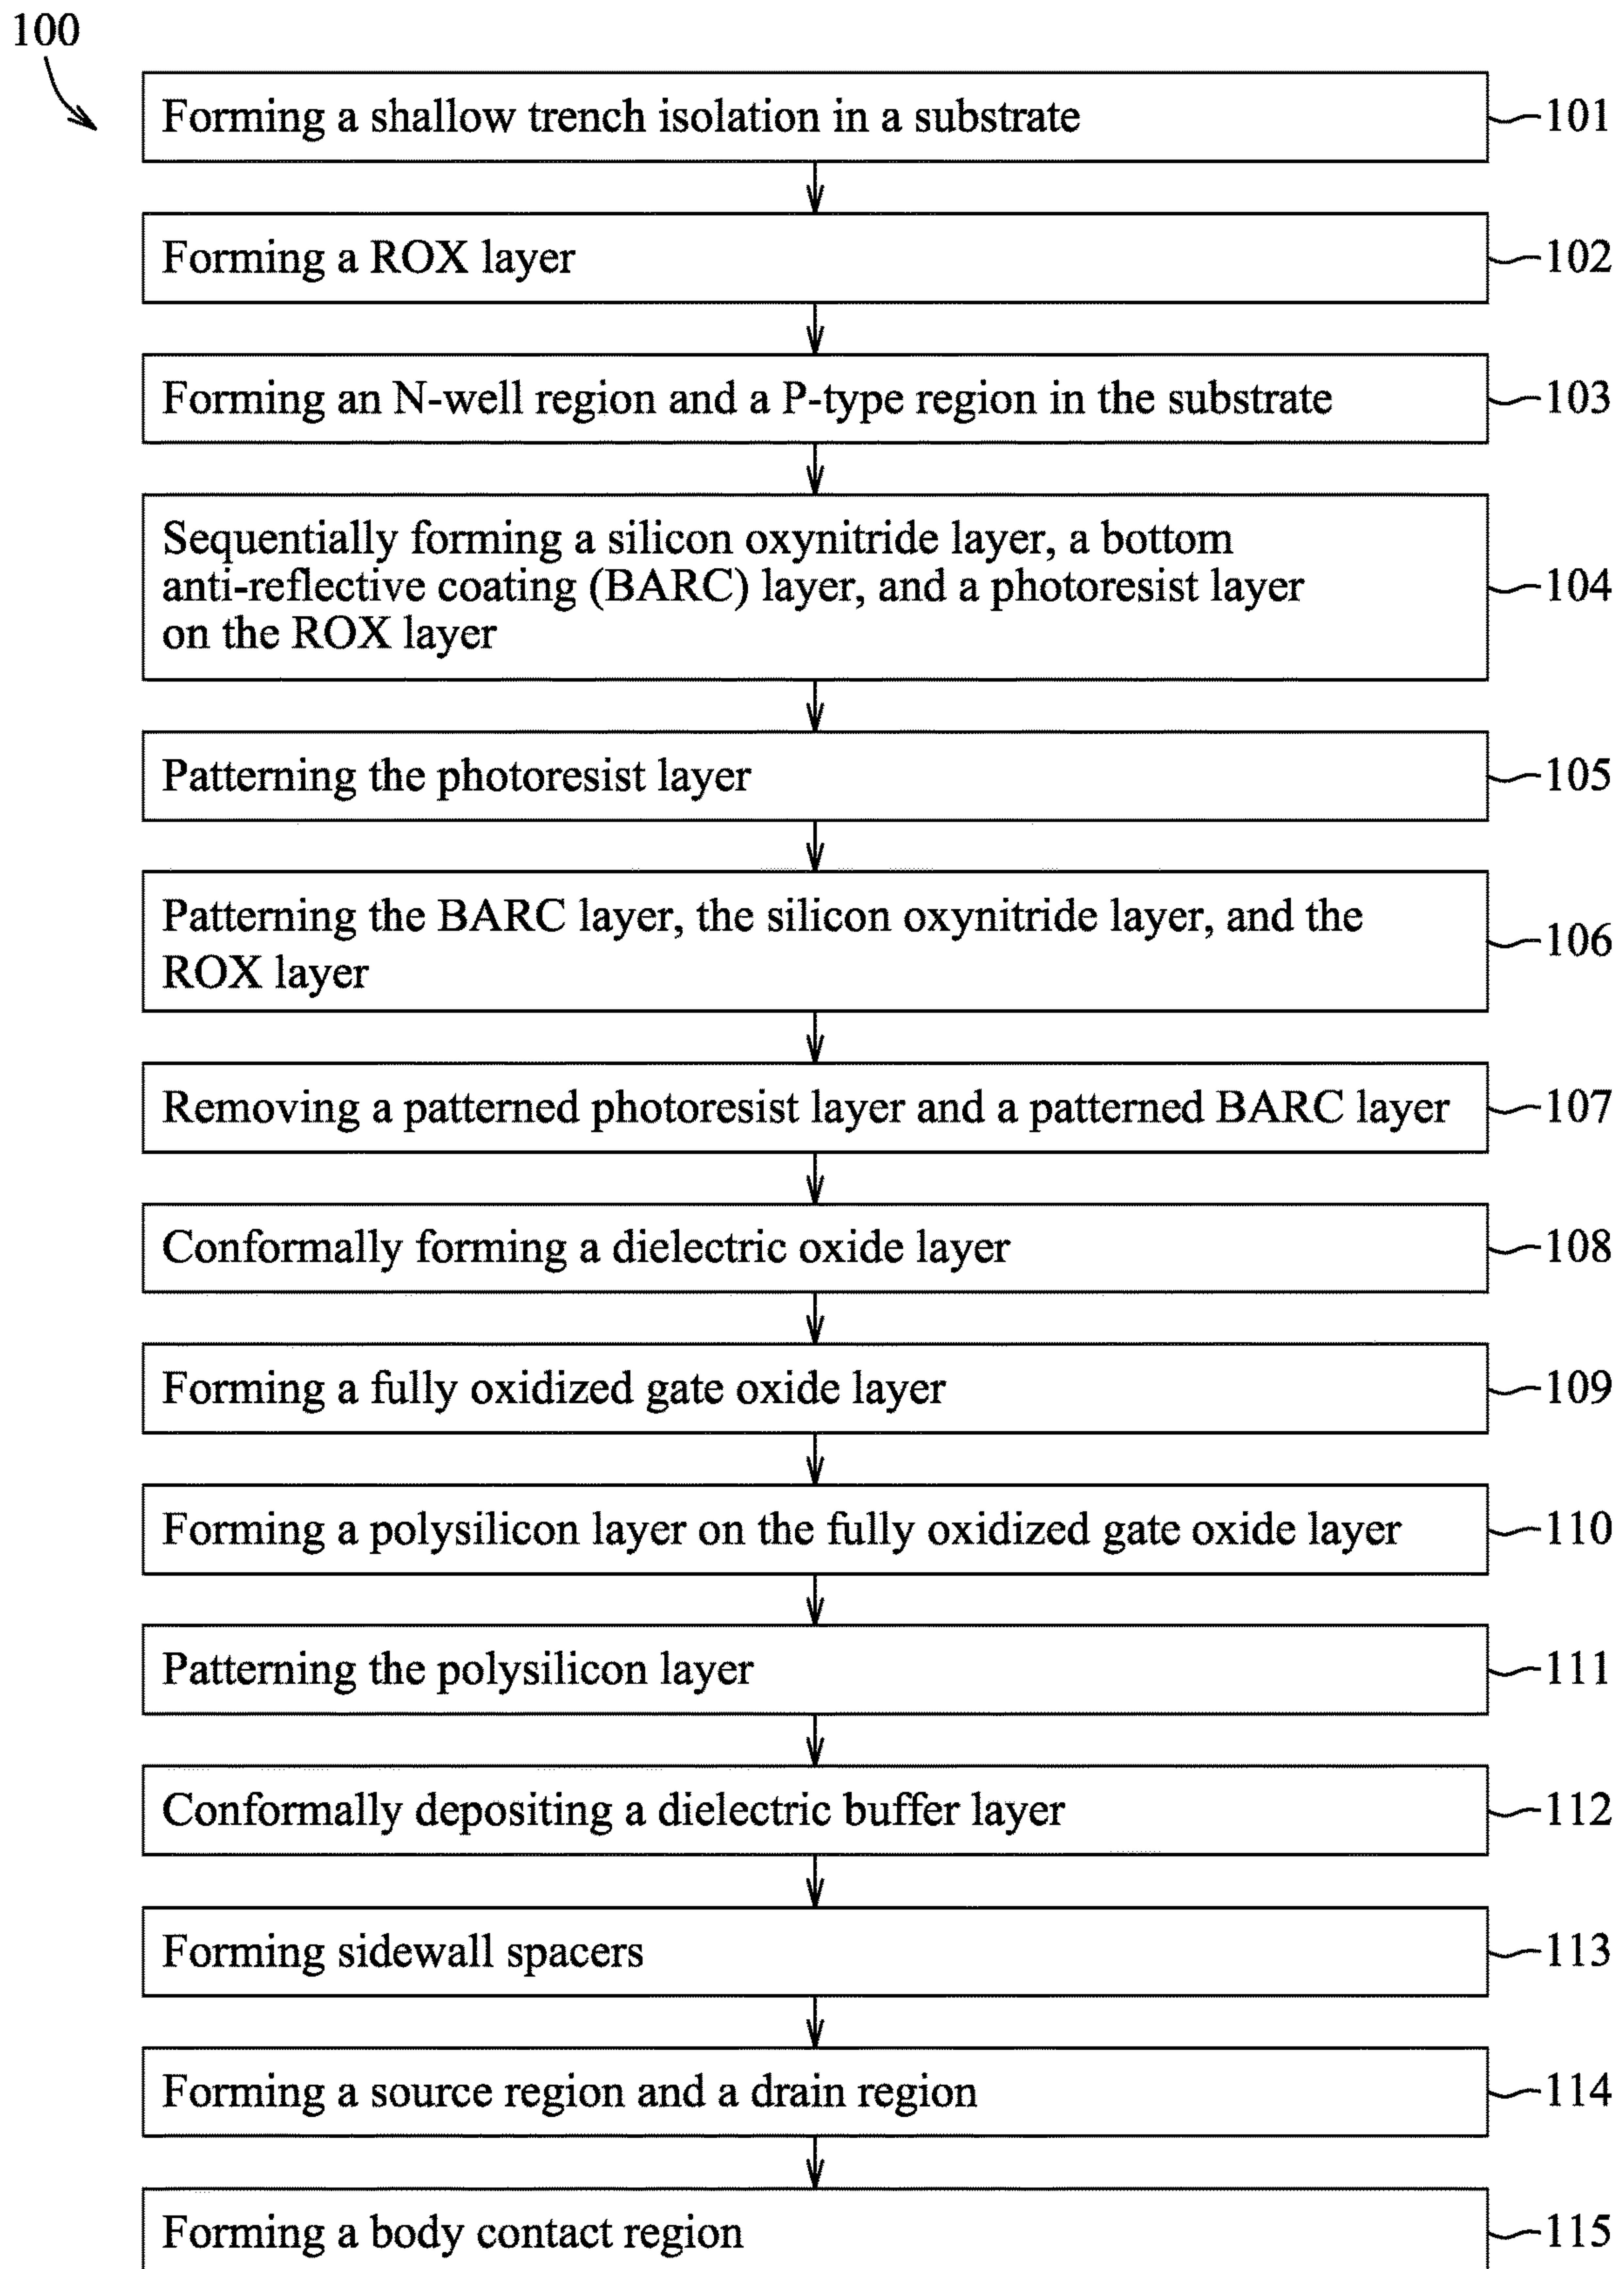 100
Forming a shallow trench isolation in a substrate 101
Forming a ROX layer 102
Forming an N-well region and a P-type region in the substrate 103
Sequentially forming a silicon oxynitride layer, a bottom
anti-reflective coating (BARC) layer, and a photoresist layer 104
on the ROX layer
Patterning the photoresist layer 105
Patterning the BARC layer, the silicon oxynitride layer, and the 106
ROX layer
Removing a patterned photoresist layer and a patterned BARC layer 107
Conformally forming a dielectric oxide layer 108
Forming a fully oxidized gate oxide layer 109
Forming a polysilicon layer on the fully oxidized gate oxide layer 110
Patterning the polysilicon layer 111
Conformally depositing a dielectric buffer layer 112
Forming sidewall spacers 113
Forming a source region and a drain region 114
Forming a body contact region 115